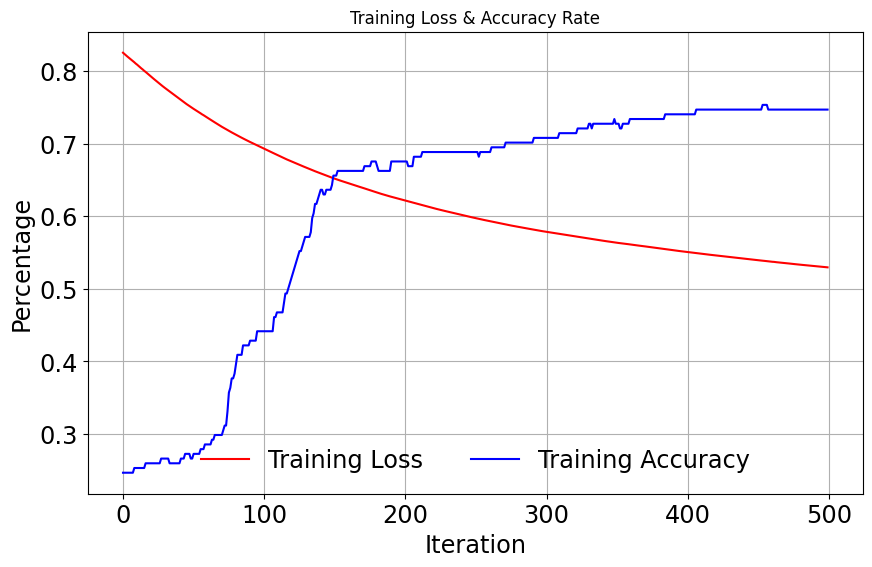 Training Loss & Accuracy Rate
Percentage
0.8
0.7
0.6
0.5
0.4
0.3
Training Loss
Training Accuracy
0
100
200
300
400
500
Iteration